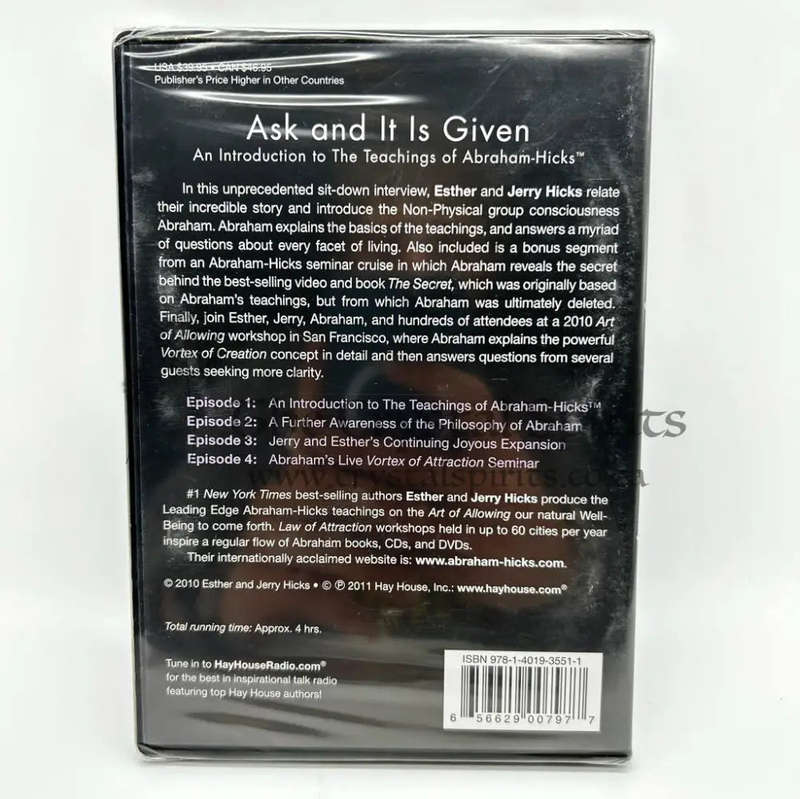 USA $39.95 • CAN $46.95
Publisher's Price Higher in Other Countries
Ask and It Is Given
An Introduction to The Teachings of Abraham-Hicks™
In this unprecedented sit-down interview, Esther and Jerry Hicks relate
their incredible story and introduce the Non-Physical group consciousness
Abraham. Abraham explains the basics of the teachings, and answers a myriad
of questions about every facet of living. Also included is a bonus segment
from an Abraham-Hicks seminar cruise in which Abraham reveals the secret
behind the best-selling video and book The Secret, which was originally based
on Abraham's teachings, but from which Abraham was ultimately deleted.
Finally, join Esther, Jerry, Abraham, and hundreds of attendees at a 2010 Art
of Allowing workshop in San Francisco, where Abraham explains the powerful
Vortex of Creation concept in detail and then answers questions from several
guests seeking more clarity.
Episode 1: An Introduction to The Teachings of Abraham-Hicks™
Episode 2: A Further Awareness of the Philosophy of Abraham
Episode 3: Jerry and Esther's Continuing Joyous Expansion
Episode 4: Abraham's Live Vortex of Attraction Seminar
#1 New York Times best-selling authors Esther and Jerry Hicks produce the
Leading Edge Abraham-Hicks teachings on the Art of Allowing our natural Well-
Being to come forth. Law of Attraction workshops held in up to 60 cities per year
inspire a regular flow of Abraham books, CDs, and DVDs.
Their internationally acclaimed website is: www.abraham-hicks.com.
© 2010 Esther and Jerry Hicks • © ℗ 2011 Hay House, Inc.: www.hayhouse.com®
Total running time: Approx. 4 hrs.
Tune in to HayHouseRadio.com®
for the best in inspirational talk radio
featuring top Hay House authors!
ISBN 978-1-4019-3551-1
6 56629 00797 7